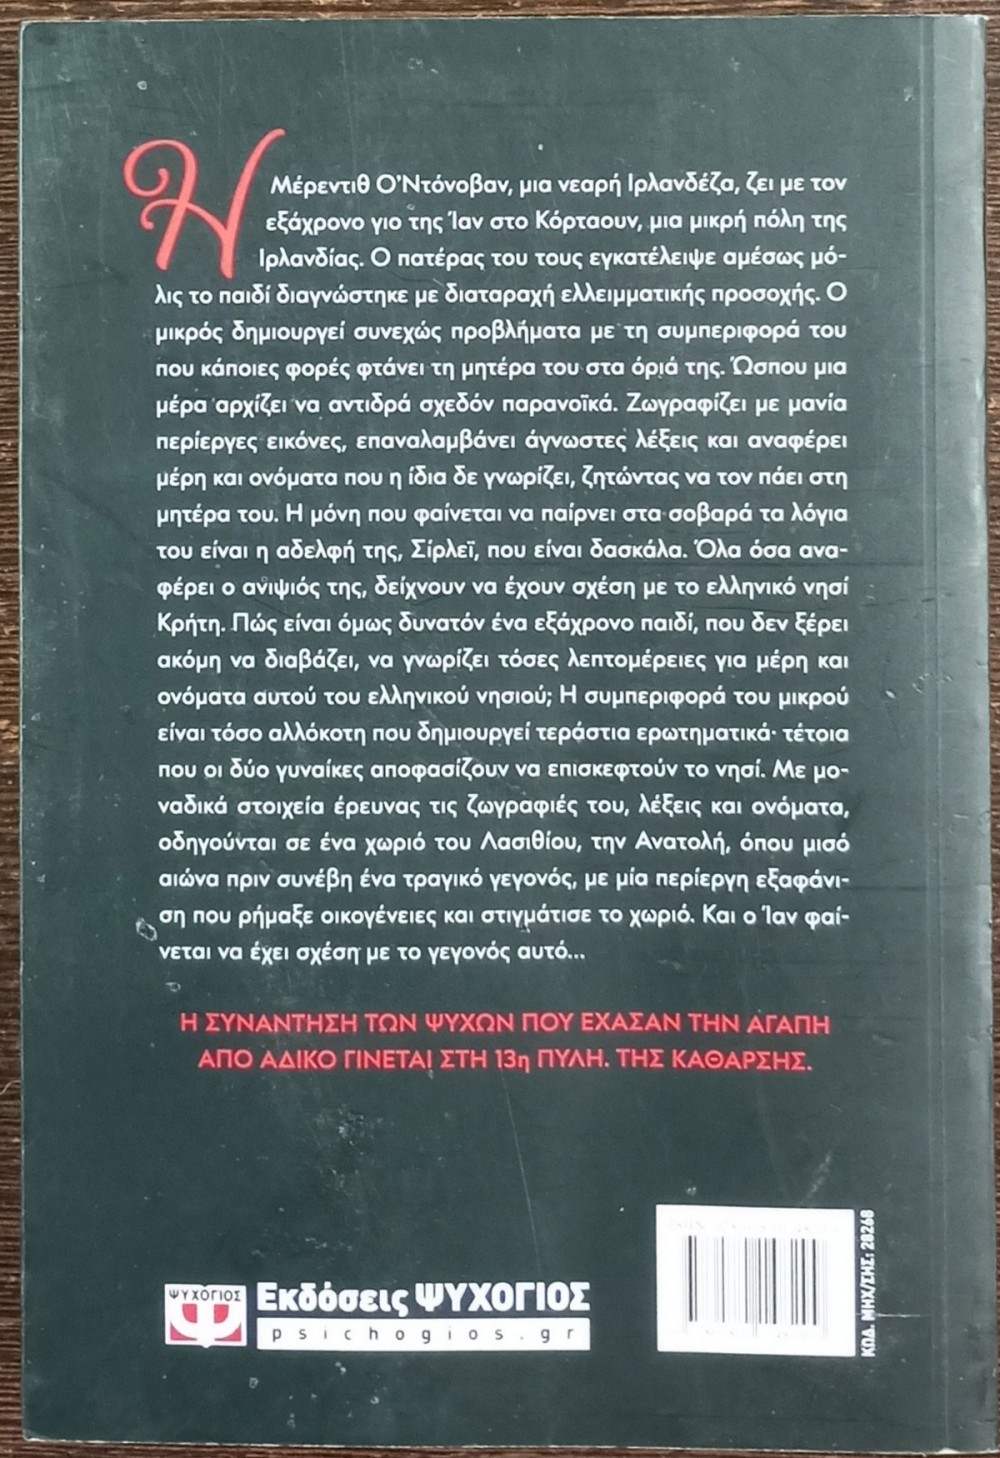 Η Μέρεντιθ Ο'Ντόνοβαν, μια νεαρή Ιρλανδέζα, ζει με τον
εξάχρονο γιο της Ίαν στο Κόρταουν, μια μικρή πόλη της
Ιρλανδίας. Ο πατέρας του τους εγκατέλειψε αμέσως μό-
λις το παιδί διαγνώστηκε με διαταραχή ελλειμματικής προσοχής. Ο
μικρός δημιουργεί συνεχώς προβλήματα με τη συμπεριφορά του
που κάποιες φορές φτάνει τη μητέρα του στα όριά της. Ώσπου μια
μέρα αρχίζει να αντιδρά σχεδόν παρανοϊκά. Ζωγραφίζει με μανία
περίεργες εικόνες, επαναλαμβάνει άγνωστες λέξεις και αναφέρει
μέρη και ονόματα που η ίδια δε γνωρίζει, ζητώντας να τον πάει στη
μητέρα του. Η μόνη που φαίνεται να παίρνει στα σοβαρά τα λόγια
του είναι η αδελφή της, Σίρλεϊ, που είναι δασκάλα. Όλα όσα ανα-
φέρει ο ανιψιός της, δείχνουν να έχουν σχέση με το ελληνικό νησί
Κρήτη. Πώς είναι όμως δυνατόν ένα εξάχρονο παιδί, που δεν ξέρει
ακόμη να διαβάζει, να γνωρίζει τόσες λεπτομέρειες για μέρη και
ονόματα αυτού του ελληνικού νησιού; Η συμπεριφορά του μικρού
είναι τόσο αλλόκοτη που δημιουργεί τεράστια ερωτηματικά· τέτοια
που οι δύο γυναίκες αποφασίζουν να επισκεφτούν το νησί. Με μο-
ναδικά στοιχεία έρευνας τις ζωγραφιές του, λέξεις και ονόματα,
οδηγούνται σε ένα χωριό του Λασιθίου, την Ανατολή, όπου μισό
αιώνα πριν συνέβη ένα τραγικό γεγονός, με μία περίεργη εξαφάνι-
ση που ρήμαξε οικογένειες και στιγμάτισε το χωριό. Και ο Ίαν φαί-
νεται να έχει σχέση με το γεγονός αυτό...
Η ΣΥΝΑΝΤΗΣΗ ΤΩΝ ΨΥΧΩΝ ΠΟΥ ΕΧΑΣΑΝ ΤΗΝ ΑΓΑΠΗ
ΑΠΟ ΑΔΙΚΟ ΓΙΝΕΤΑΙ ΣΤΗ 13η ΠΥΛΗ. ΤΗΣ ΚΑΘΑΡΣΗΣ.
ΨΥΧΟΓΙΟΣ
Εκδόσεις ΨΥΧΟΓΙΟΣ
psichogios.gr
ΚΩΔ. ΜΗΧ/ΣΗΣ: 28268